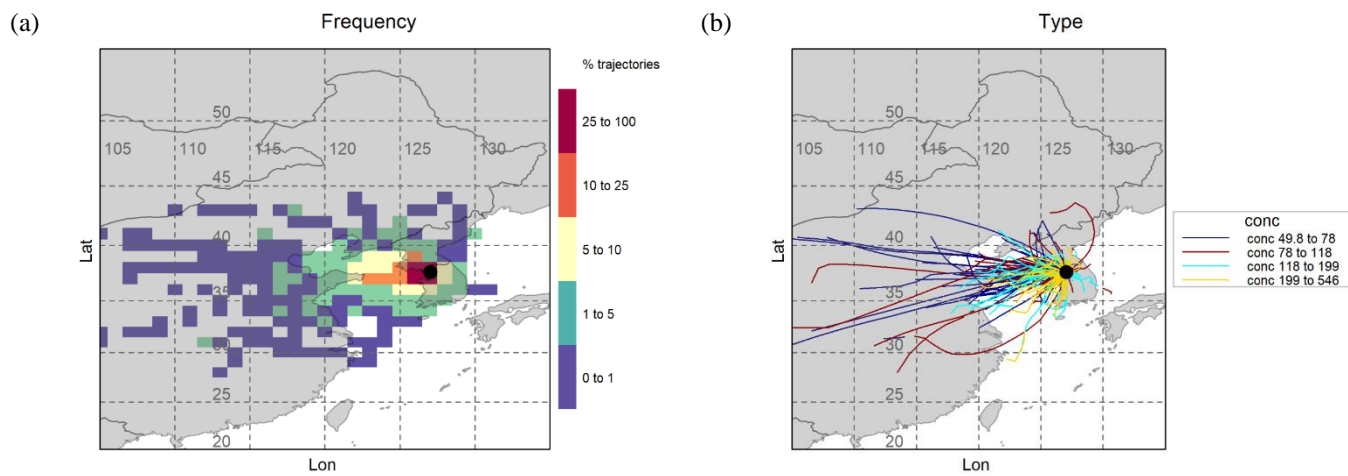 (a)
Frequency
(b)
Type
% trajectories
50
105 110 115 120 125 130
45
40
35
30
25
20
Lat
Lon
25 to 100
10 to 25
5 to 10
1 to 5
0 to 1
50
105 110 115 120 125 130
45
40
35
30
25
20
Lat
Lon
conc
conc 49.8 to 78
conc 78 to 118
conc 118 to 199
conc 199 to 546